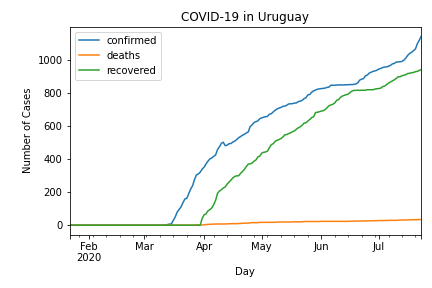 COVID-19 in Uruguay
confirmed
deaths
recovered
Number of Cases
1000
800
600
400
200
0
Feb Mar Apr May Jun Jul
2020
Day